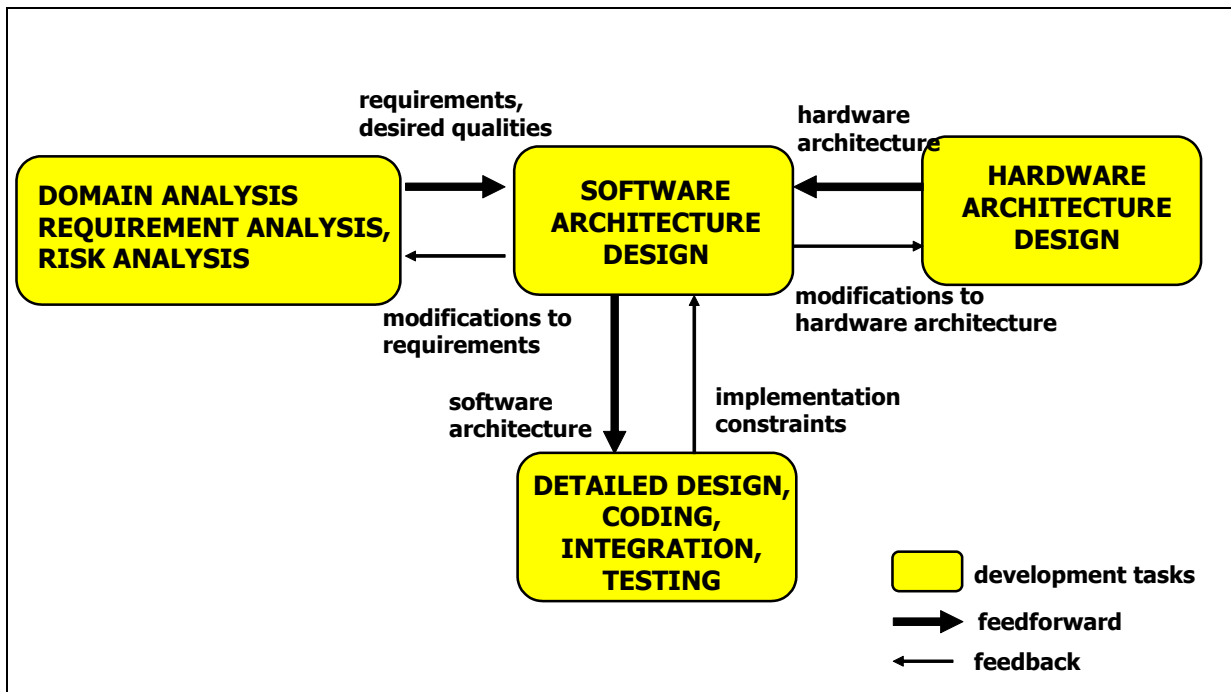 requirements,
desired qualities
hardware
architecture
DOMAIN ANALYSIS
REQUIREMENT ANALYSIS,
RISK ANALYSIS
SOFTWARE
ARCHITECTURE
DESIGN
HARDWARE
ARCHITECTURE
DESIGN
modifications to
requirements
modifications to
hardware architecture
software
architecture
implementation
constraints
DETAILED DESIGN,
CODING,
INTEGRATION,
TESTING
development tasks
feedforward
feedback